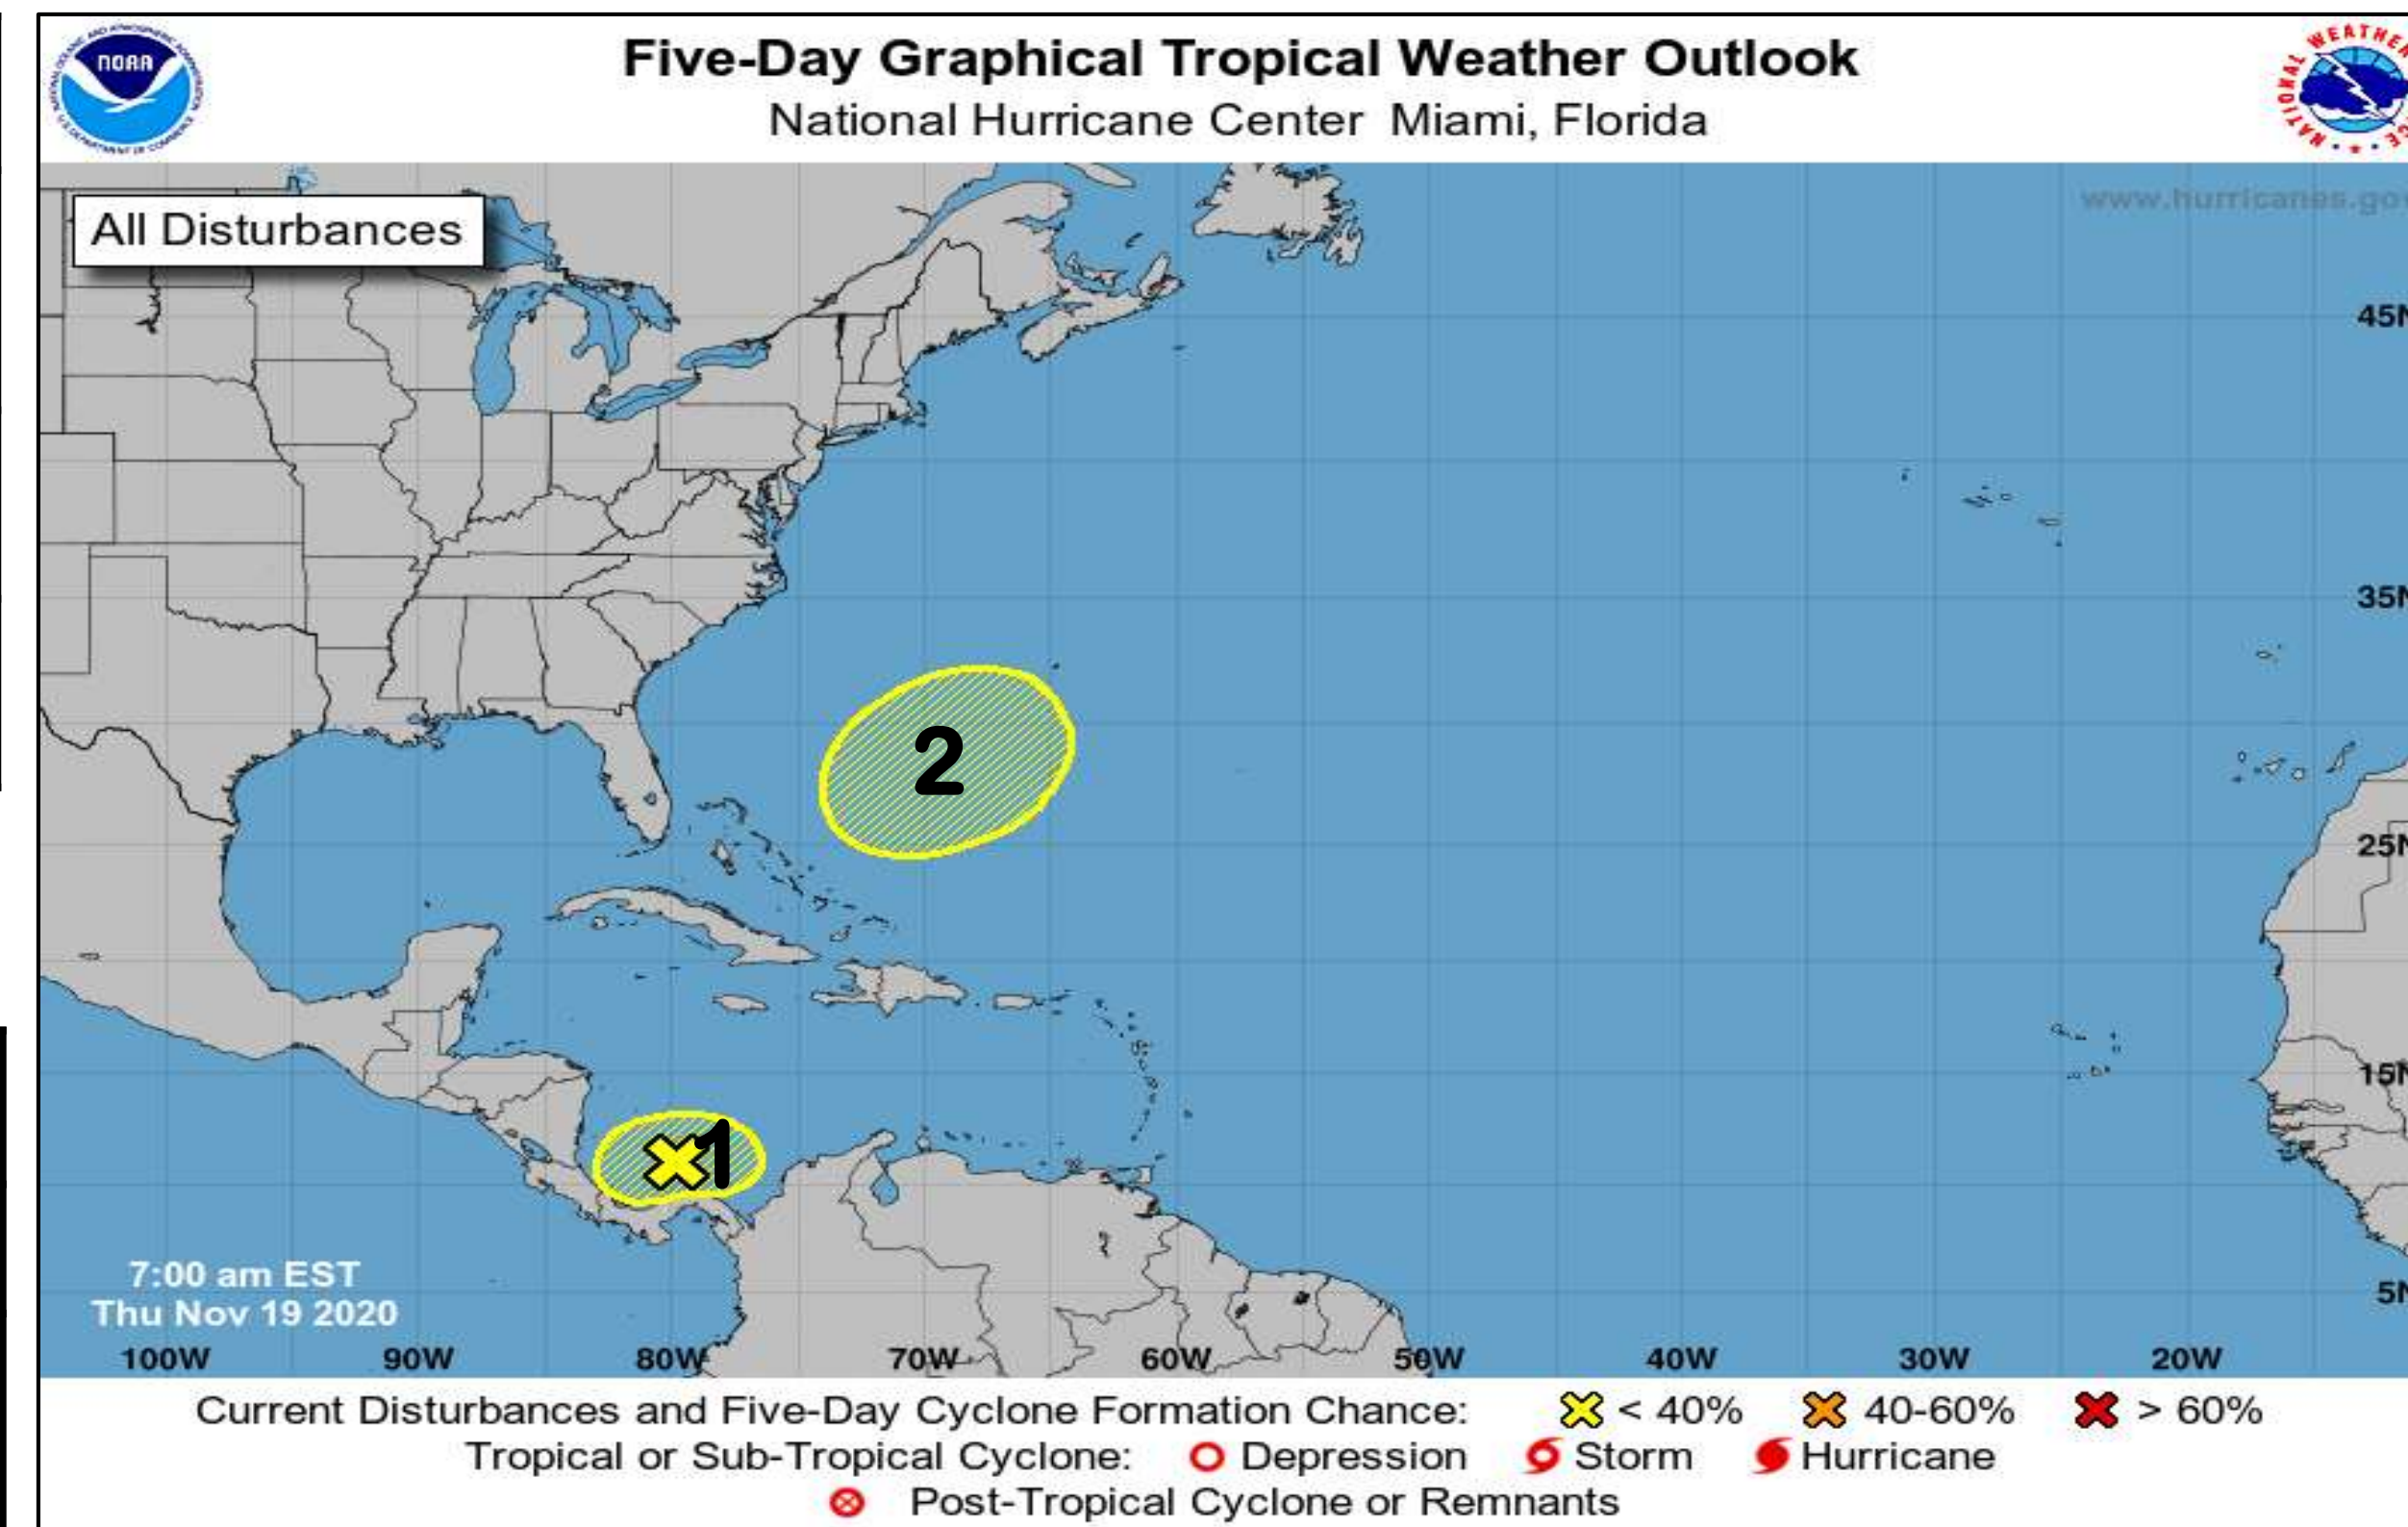 NOAA
Five-Day Graphical Tropical Weather Outlook
National Hurricane Center Miami, Florida
All Disturbances
www.hurricanes.gov
45N
35N
2
25N
15N
1
7:00 am EST
Thu Nov 19 2020
5N
100W 90W 80W 70W 60W 50W 40W 30W 20W
Current Disturbances and Five-Day Cyclone Formation Chance: < 40% 40-60% > 60%
Tropical or Sub-Tropical Cyclone: Depression Storm Hurricane
Post-Tropical Cyclone or Remnants